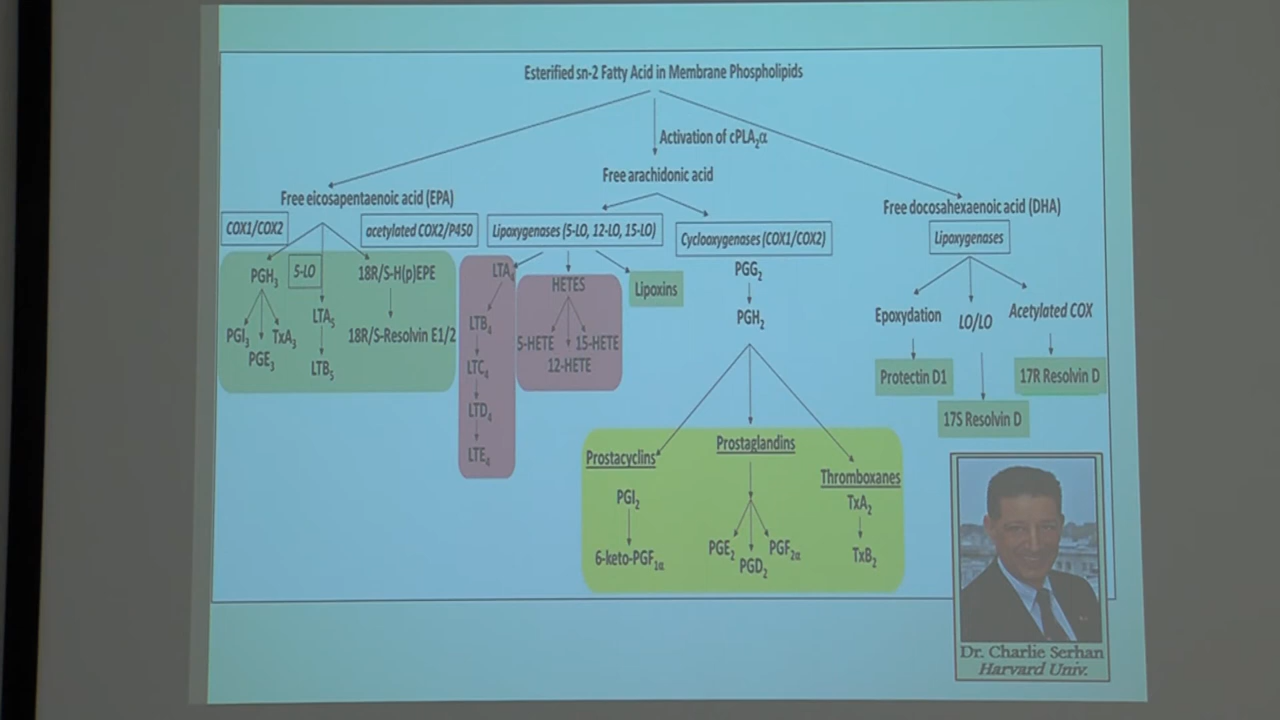 Esterified sn-2 Fatty Acid in Membrane Phospholipids
Activation of cPLA₂α
Free arachidonic acid
Free eicosapentaenoic acid (EPA)
Free docosahexaenoic acid (DHA)
COX1/COX2
acetylated COX2/P450
Lipoxygenases (5-LO, 12-LO, 15-LO)
Cyclooxygenases (COX1/COX2)
Lipoxygenases
PGH₃
5-LO
18R/S-H(p)EPE
LTA₄
HETES
Lipoxins
PGG₂
PGH₂
Epoxydation
LO/LO
Acetylated COX
PGI₃
TxA₃
PGE₃
LTA₅
LTB₅
18R/S-Resolvin E1/2
LTB₄
LTC₄
LTD₄
LTE₄
5-HETE
15-HETE
12-HETE
Protectin D1
17R Resolvin D
17S Resolvin D
Prostacyclins
Prostaglandins
Thromboxanes
PGI₂
6-keto-PGF₁α
PGE₂
PGD₂
PGF₂α
TxA₂
TxB₂
Dr. Charlie Serhan
Harvard Univ.